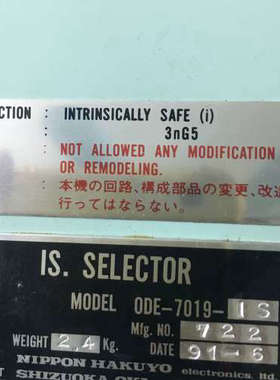 CTION : INTRINSICALLY SAFE (i)
: 3nG5
: NOT ALLOWED ANY MODIFICATION
OR REMODELING.
: 本機の回路、構成部品の変更、改造
行ってはならない。
IS. SELECTOR
MODEL ODE-7019-IS
Mfg. NO. 722
WEIGHT 2.4Kg DATE 91-6
NIPPON HAKUYO electronics, ltd
SHIZUOKA